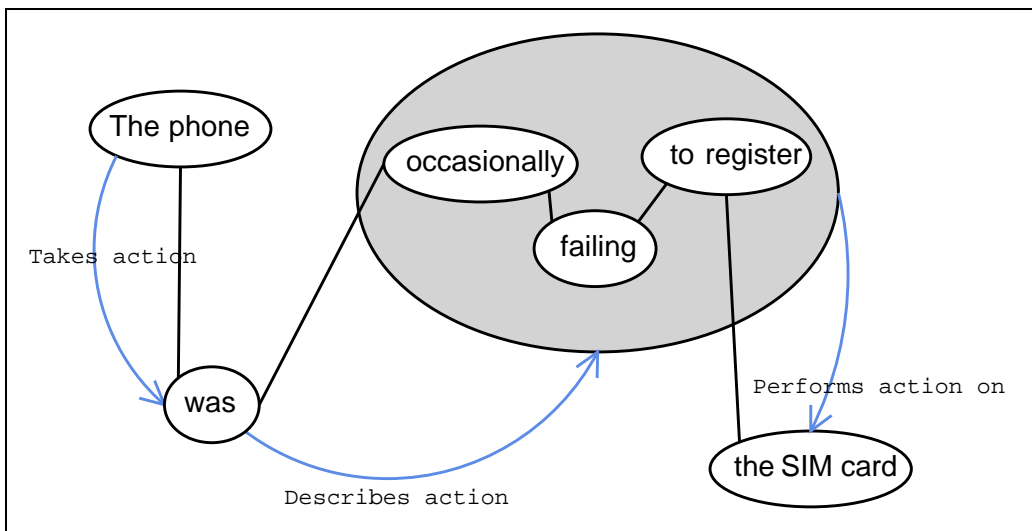 The phone
occasionally
to register
failing
Takes action
was
Performs action on
the SIM card
Describes action